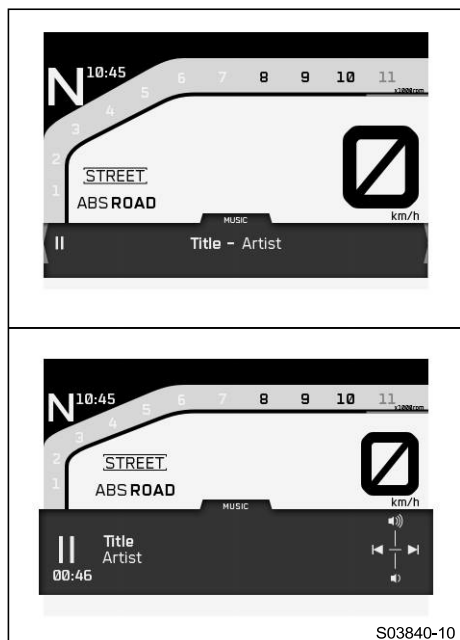 N 10:45
1 2 3 4 5 6 7 8 9 10 11
x1000rpm
STREET
ABS ROAD
0
km/h
MUSIC
Title - Artist
N 10:45
1 2 3 4 5 6 7 8 9 10 11
x1000rpm
STREET
ABS ROAD
0
km/h
MUSIC
Title
Artist
00:46
S03840-10